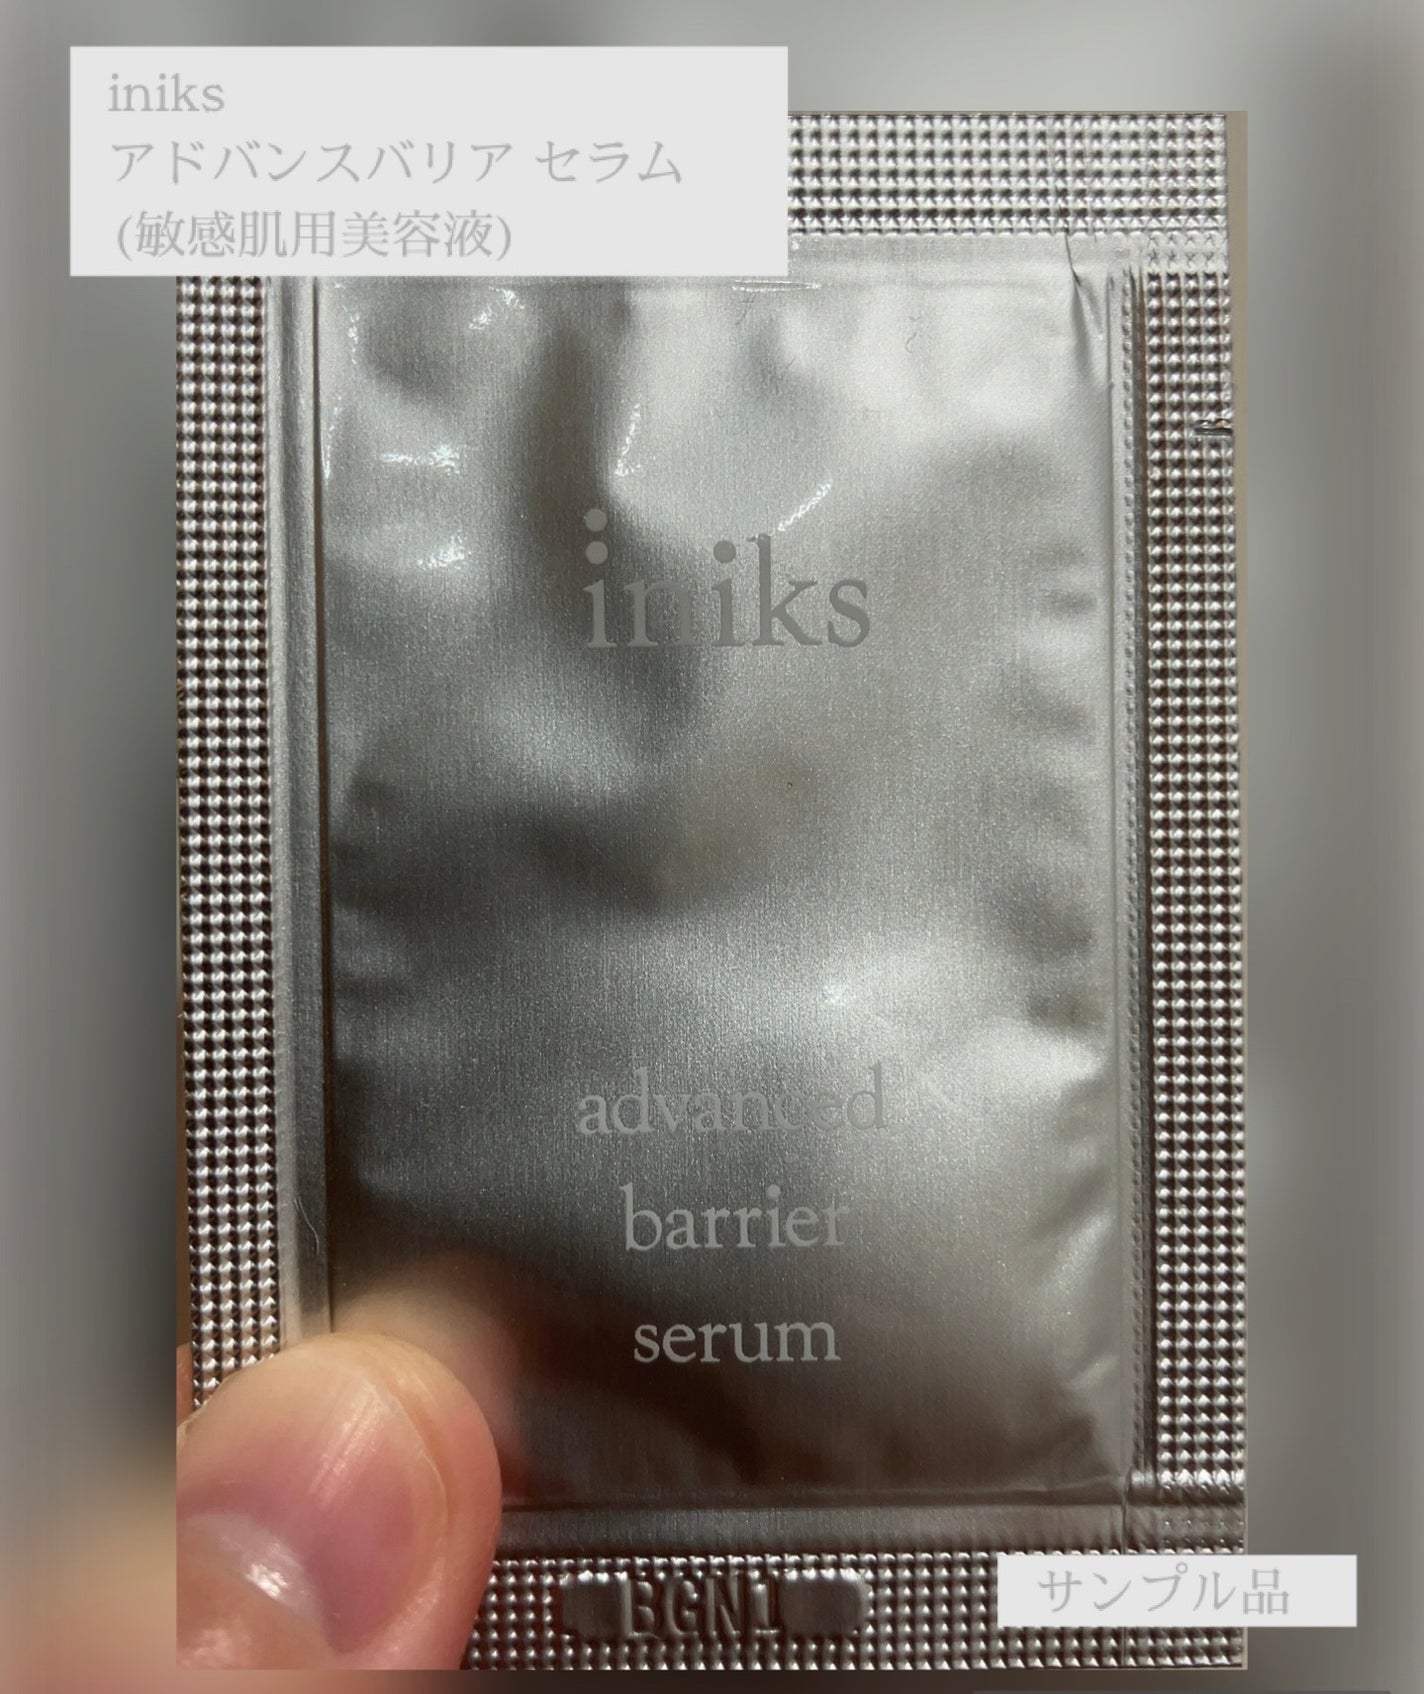 iniks
アドバンスバリア セラム
(敏感肌用美容液)
iniks
advanced
barrier
serum
BGN1
サンプル品